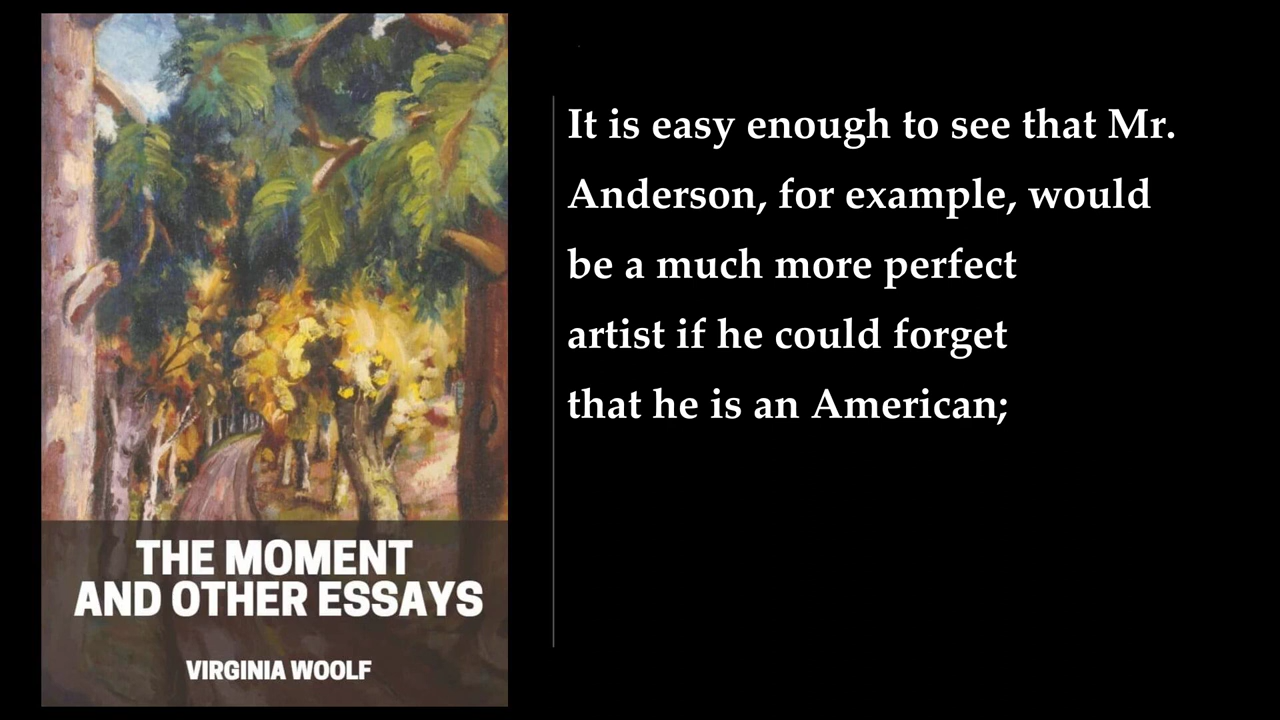 THE MOMENT
AND OTHER ESSAYS
VIRGINIA WOOLF
It is easy enough to see that Mr.
Anderson, for example, would
be a much more perfect
artist if he could forget
that he is an American;